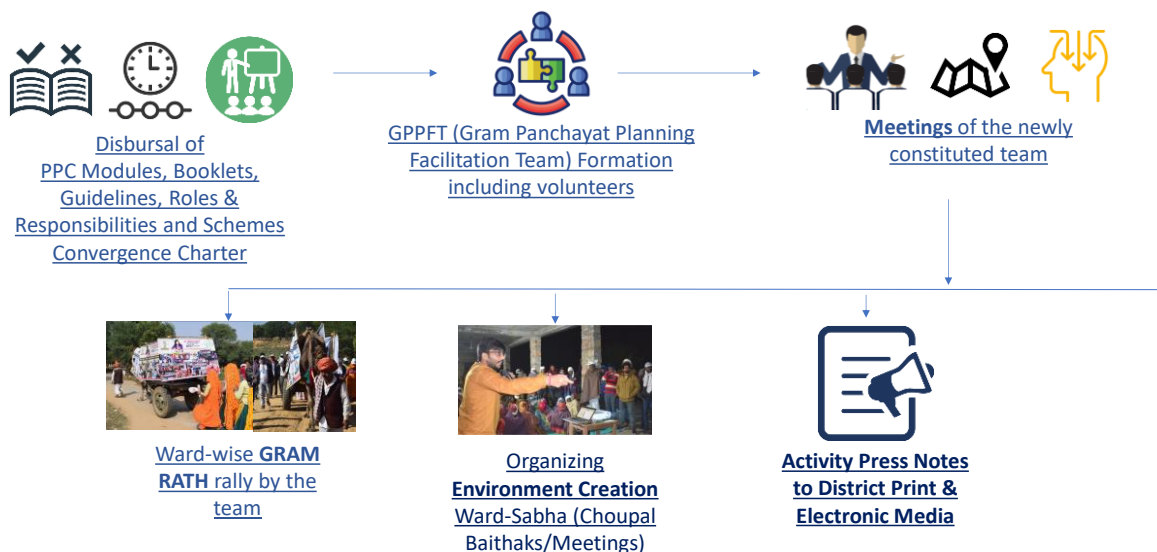 Disbursal of
PPC Modules, Booklets,
Guidelines, Roles &
Responsibilities and Schemes
Convergence Charter
GPPFT (Gram Panchayat Planning
Facilitation Team) Formation
including volunteers
Meetings of the newly
constituted team
Ward-wise GRAM
RATH rally by the
team
Organizing
Environment Creation
Ward-Sabha (Choupal
Baithaks/Meetings)
Activity Press Notes
to District Print &
Electronic Media